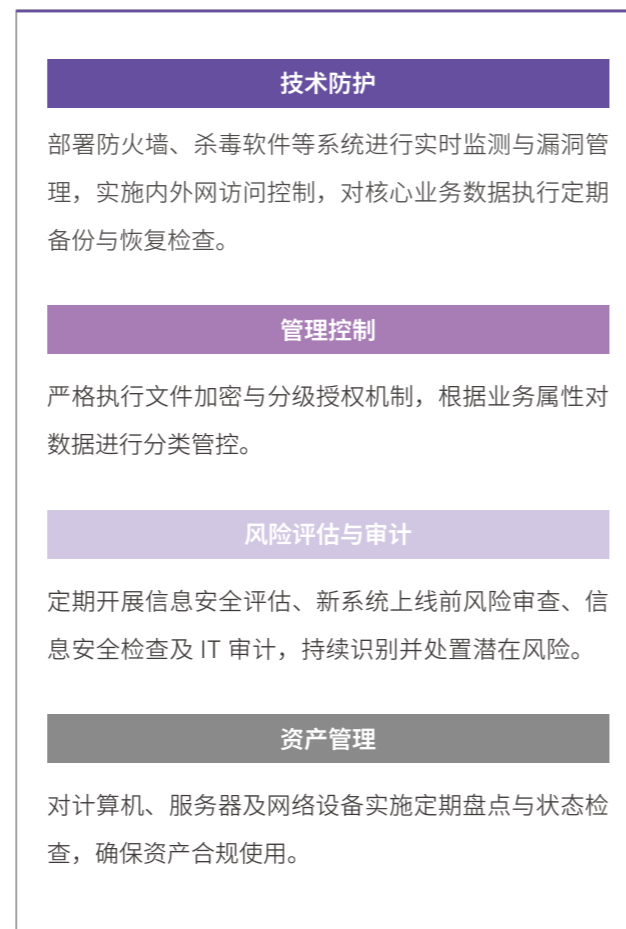 技术防护
部署防火墙、杀毒软件等系统进行实时监测与漏洞管
理，实施内外网访问控制，对核心业务数据执行定期
备份与恢复检查。
管理控制
严格执行文件加密与分级授权机制，根据业务属性对
数据进行分类管控。
风险评估与审计
定期开展信息安全评估、新系统上线前风险审查、信
息安全检查及 IT 审计，持续识别并处置潜在风险。
资产管理
对计算机、服务器及网络设备实施定期盘点与状态检
查，确保资产合规使用。